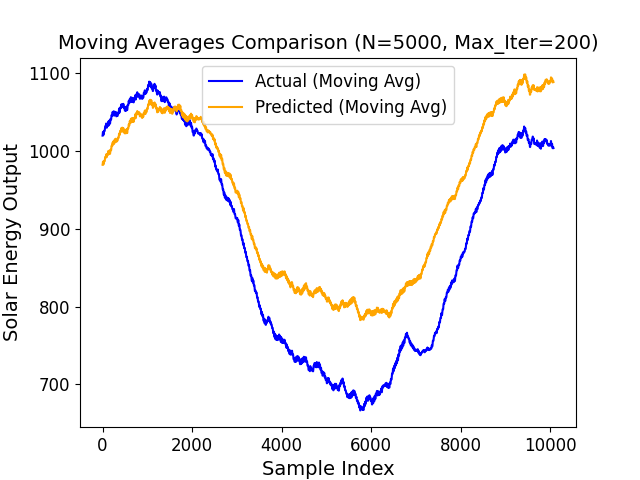 Moving Averages Comparison (N=5000, Max_Iter=200)
Actual (Moving Avg)
Predicted (Moving Avg)
Solar Energy Output
1100
1000
900
800
700
0 2000 4000 6000 8000 10000
Sample Index